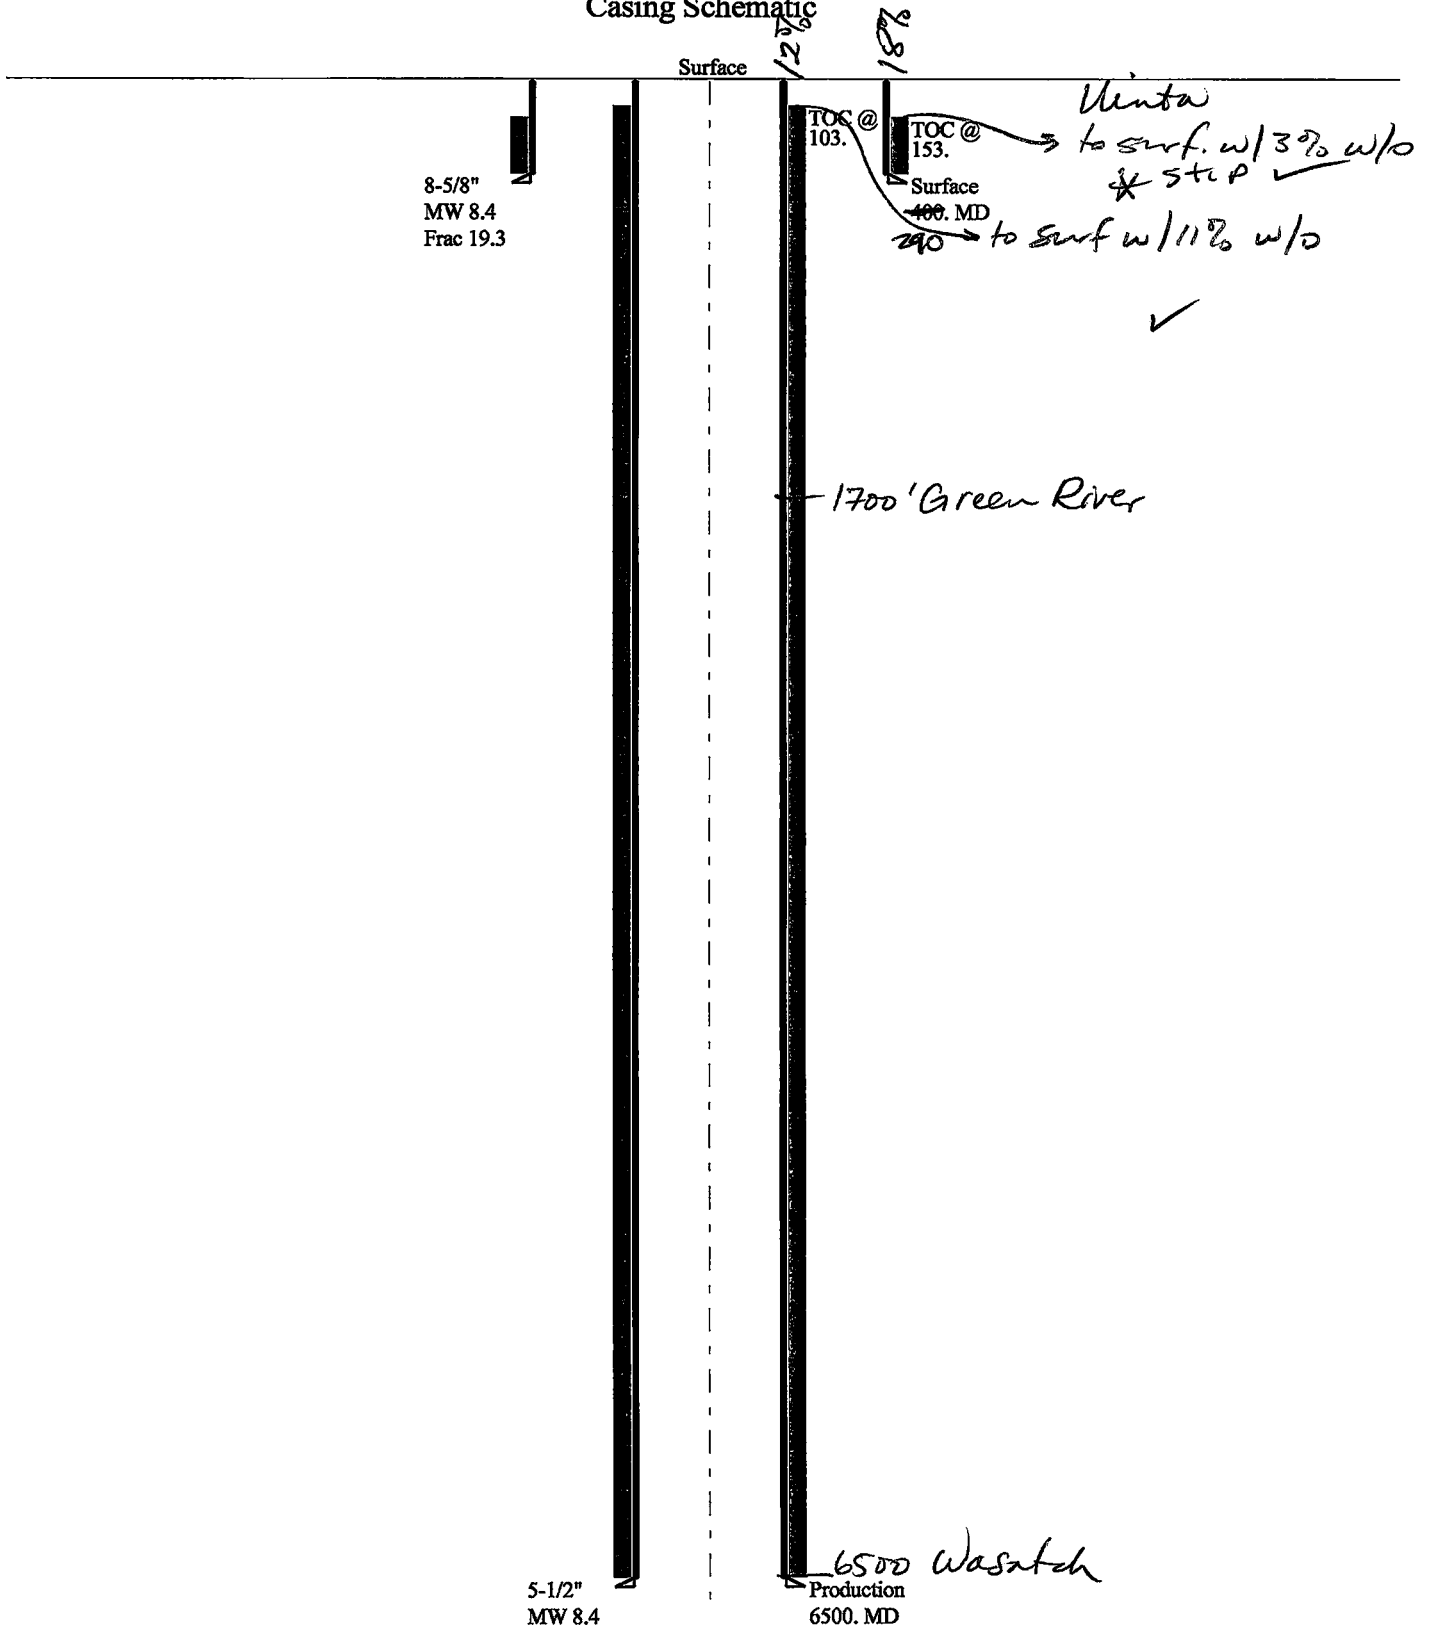 Casing Schematic
12%
18%
Surface
Uinta
TOC @
103.
TOC @
153.
to surf. w/3% w/o
* stip ✓
8-5/8"
MW 8.4
Frac 19.3
Surface
400. MD
290
to surf w/11% w/o
✓
1700' Green River
6500 Wasatch
5-1/2"
MW 8.4
Production
6500. MD